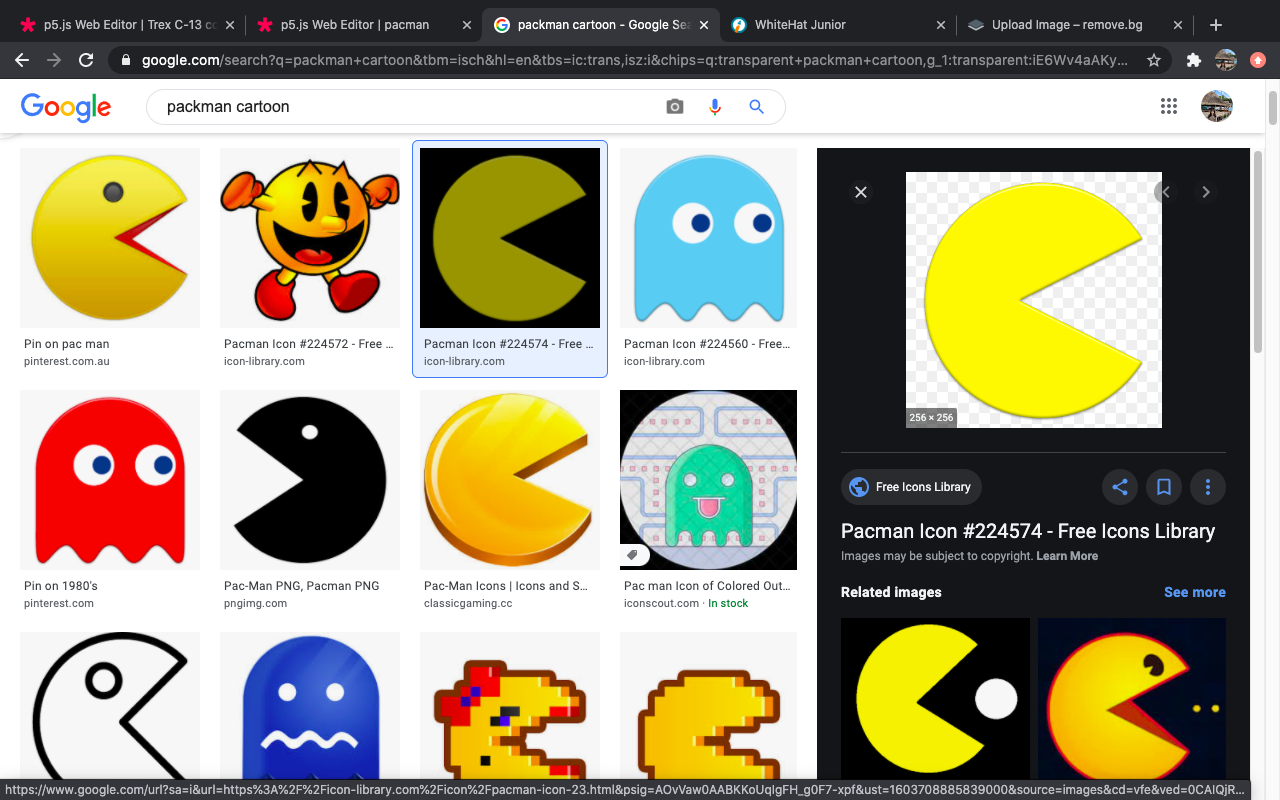 p5.js Web Editor | Trex C-13 co
p5.js Web Editor | pacman
packman cartoon - Google Sea
WhiteHat Junior
Upload Image – remove.bg
google.com/search?q=packman+cartoon&tbm=isch&hl=en&tbs=ic:trans,isz:i&chips=q:transparent+packman+cartoon,g_1:transparent:iE6Wv4aAKy...
Google
packman cartoon
Pin on pac man
pinterest.com.au
Pacman Icon #224572 - Free ...
icon-library.com
Pacman Icon #224574 - Free ...
icon-library.com
Pacman Icon #224560 - Free...
icon-library.com
Pin on 1980's
pinterest.com
Pac-Man PNG, Pacman PNG
pngimg.com
Pac-Man Icons | Icons and S...
classicgaming.cc
Pac man Icon of Colored Out...
iconscout.com · In stock
256 × 256
Free Icons Library
Pacman Icon #224574 - Free Icons Library
Images may be subject to copyright. Learn More
Related images
See more
https://www.google.com/url?sa=i&url=https%3A%2F%2Ficon-library.com%2Ficon%2Fpacman-icon-23.html&psig=AOvVaw0AABKKoUqIgFH_g0F7-xpf&ust=1603708885839000&source=images&cd=vfe&ved=0CAIQjR...